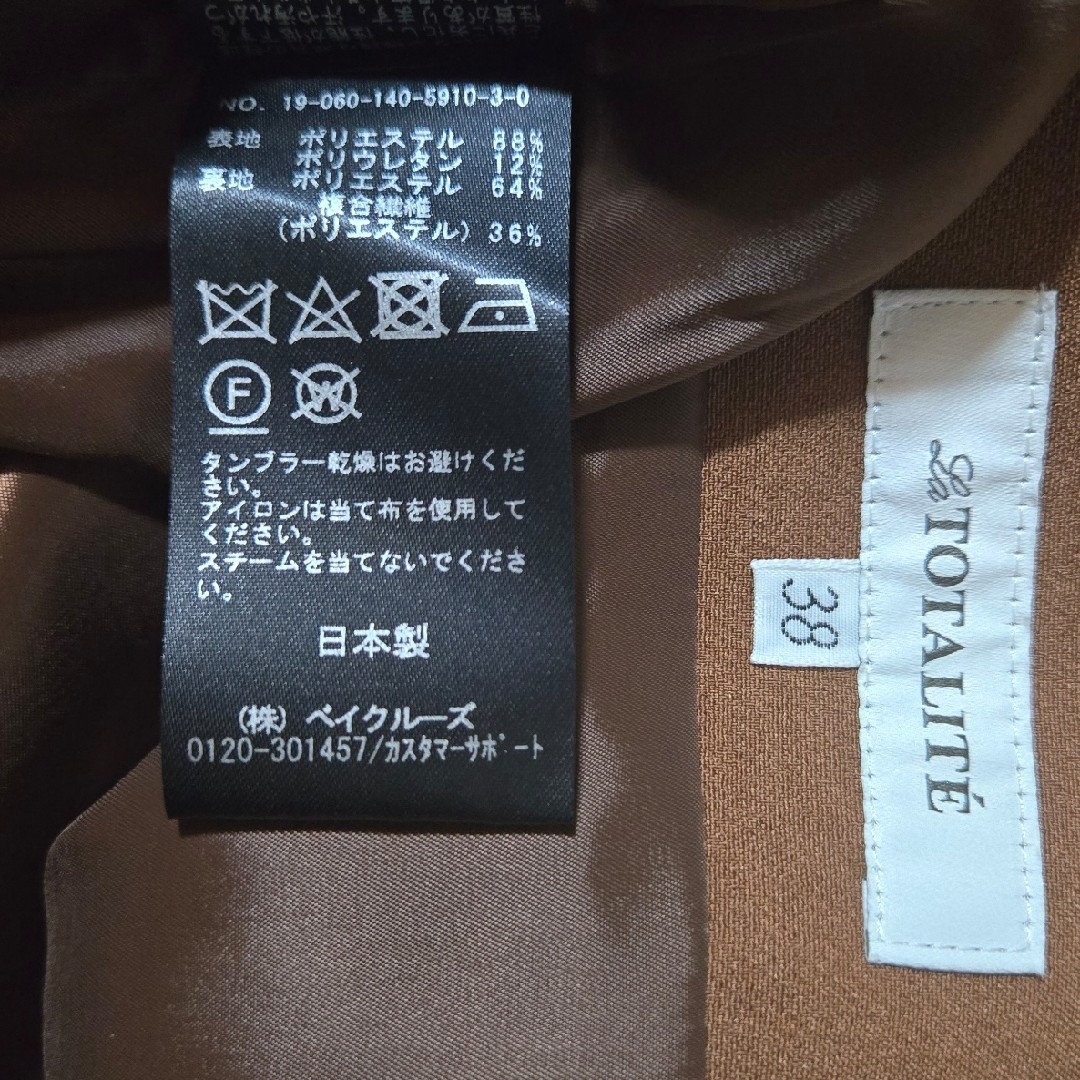 NO. 19-060-140-5910-3-0
表地 ポリエステル 88%
ポリウレタン 12%
裏地 ポリエステル 64%
複合繊維
(ポリエステル) 36%
F
W
タンブラー乾燥はお避けくだ
さい。
アイロンは当て布を使用して
ください。
スチームを当てないでくださ
い。
日本製
(株) ベイクルーズ
0120-301457/カスタマーサポート
La TOTALITÉ
38